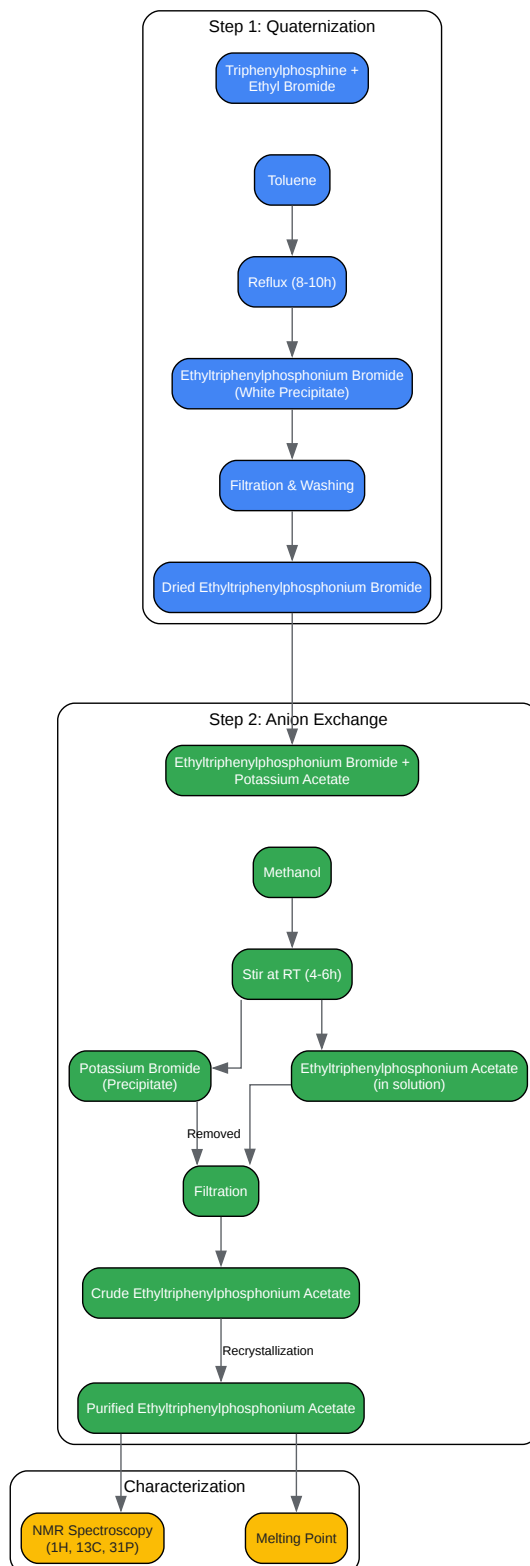 Step 1: Quaternization
Triphenylphosphine +
Ethyl Bromide
Toluene
Reflux (8-10h)
Ethyltriphenylphosphonium Bromide
(White Precipitate)
Filtration & Washing
Dried Ethyltriphenylphosphonium Bromide
Step 2: Anion Exchange
Ethyltriphenylphosphonium Bromide +
Potassium Acetate
Methanol
Stir at RT (4-6h)
Potassium Bromide
(Precipitate)
Ethyltriphenylphosphonium Acetate
(in solution)
Removed
Filtration
Crude Ethyltriphenylphosphonium Acetate
Recrystallization
Purified Ethyltriphenylphosphonium Acetate
Characterization
NMR Spectroscopy
(1H, 13C, 31P)
Melting Point